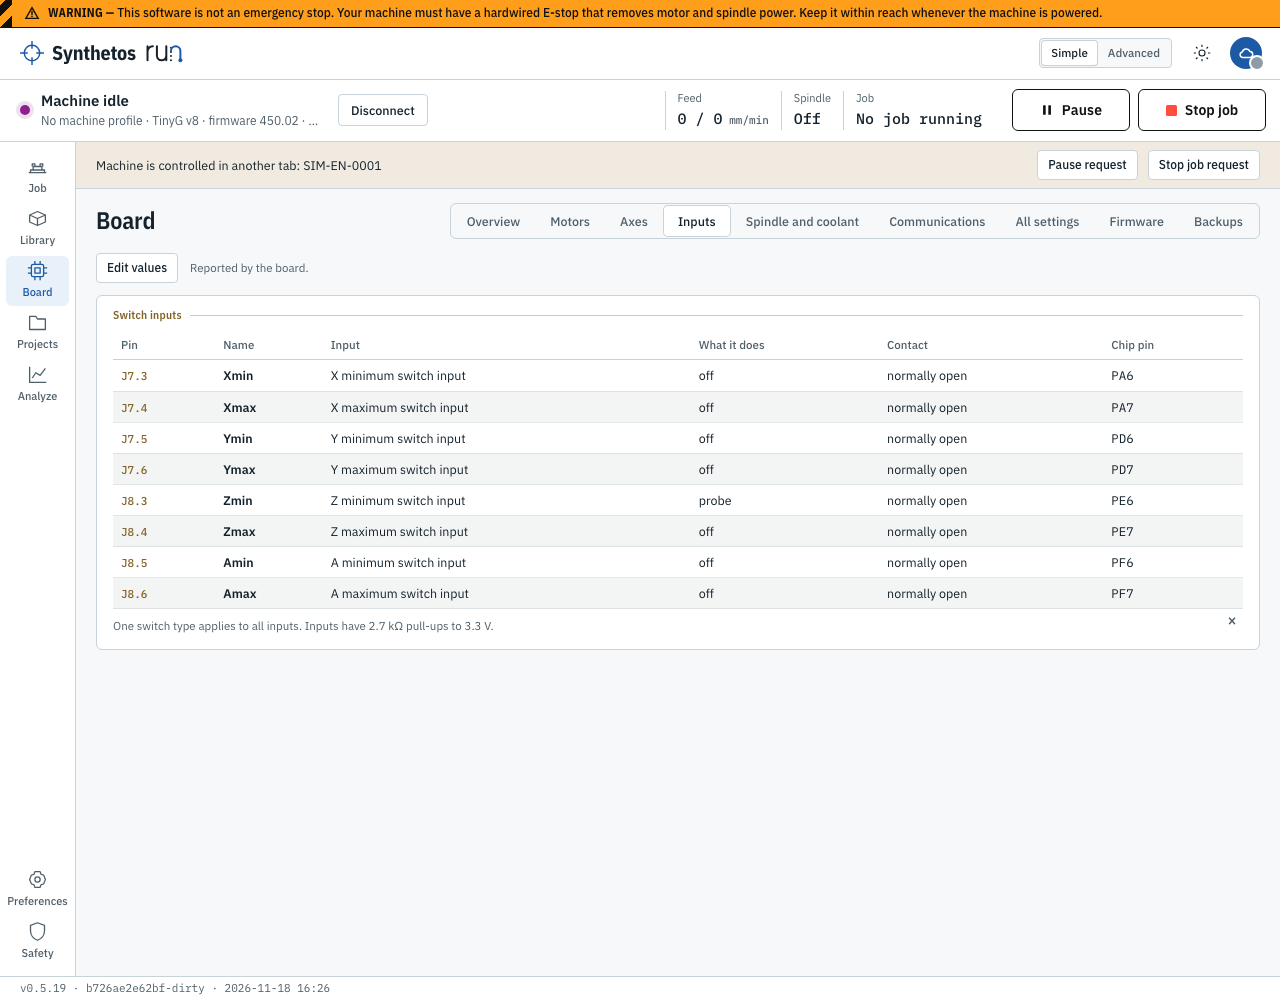 WARNING — This software is not an emergency stop. Your machine must have a hardwired E-stop that removes motor and spindle power. Keep it within reach whenever the machine is powered.
Synthetos run
Simple Advanced
Machine idle
No machine profile · TinyG v8 · firmware 450.02 · ...
Disconnect
Feed
0 / 0 mm/min
Spindle
Off
Job
No job running
Pause
Stop job
Job
Library
Board
Projects
Analyze
Preferences
Safety
Machine is controlled in another tab: SIM-EN-0001
Pause request
Stop job request
Board
Overview Motors Axes Inputs Spindle and coolant Communications All settings Firmware Backups
Edit values
Reported by the board.
Switch inputs
Pin Name Input What it does Contact Chip pin
J7.3 Xmin X minimum switch input off normally open PA6
J7.4 Xmax X maximum switch input off normally open PA7
J7.5 Ymin Y minimum switch input off normally open PD6
J7.6 Ymax Y maximum switch input off normally open PD7
J8.3 Zmin Z minimum switch input probe normally open PE6
J8.4 Zmax Z maximum switch input off normally open PE7
J8.5 Amin A minimum switch input off normally open PF6
J8.6 Amax A maximum switch input off normally open PF7
One switch type applies to all inputs. Inputs have 2.7 kΩ pull-ups to 3.3 V.
×
v0.5.19 · b726ae2e62bf-dirty · 2026-11-18 16:26